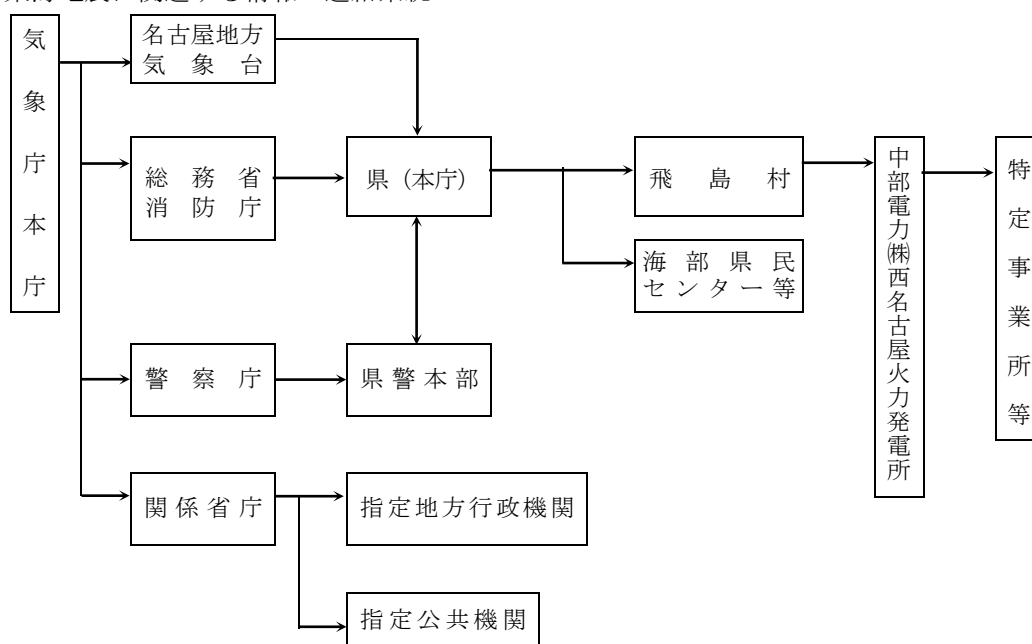 気象庁本庁
名古屋地方
気象台
総務省
消防庁
県（本庁）
飛島村
海部県民
センター等
中部電力㈱西名古屋火力発電所
特定事業所等
警察庁
県警本部
関係省庁
指定地方行政機関
指定公共機関